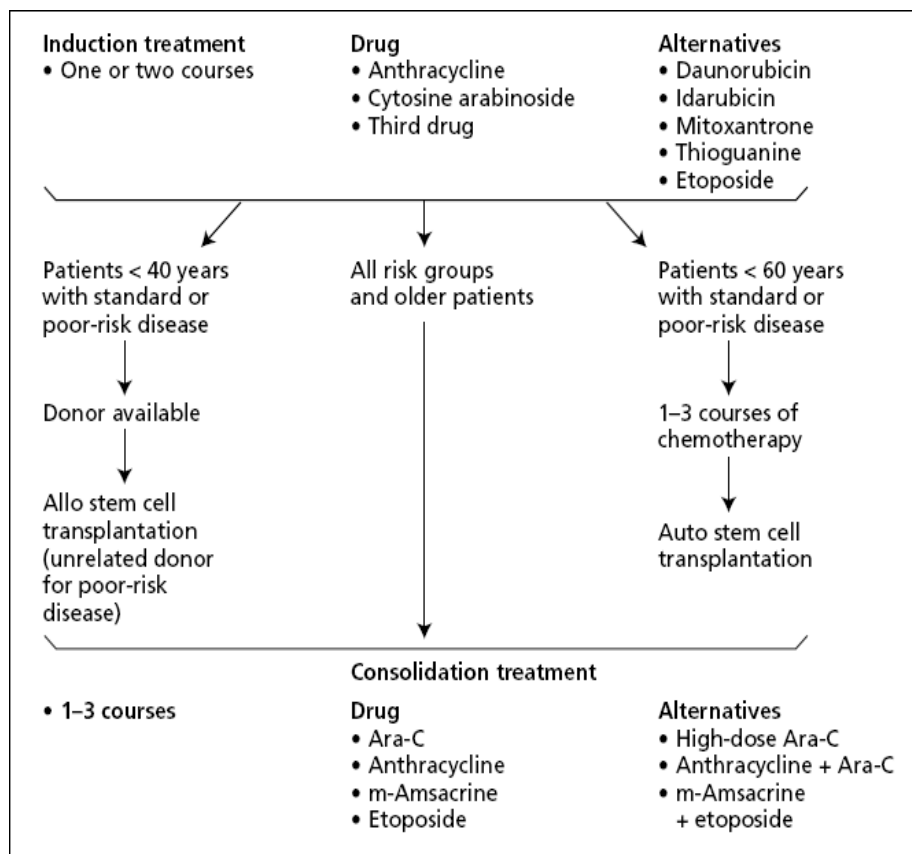 Induction treatment
• One or two courses
Drug
• Anthracycline
• Cytosine arabinoside
• Third drug
Alternatives
• Daunorubicin
• Idarubicin
• Mitoxantrone
• Thioguanine
• Etoposide
Patients < 40 years
with standard or
poor-risk disease
Donor available
Allo stem cell
transplantation
(unrelated donor
for poor-risk
disease)
All risk groups
and older patients
Patients < 60 years
with standard or
poor-risk disease
1–3 courses of
chemotherapy
Auto stem cell
transplantation
Consolidation treatment
• 1–3 courses
Drug
• Ara-C
• Anthracycline
• m-Amsacrine
• Etoposide
Alternatives
• High-dose Ara-C
• Anthracycline + Ara-C
• m-Amsacrine
+ etoposide